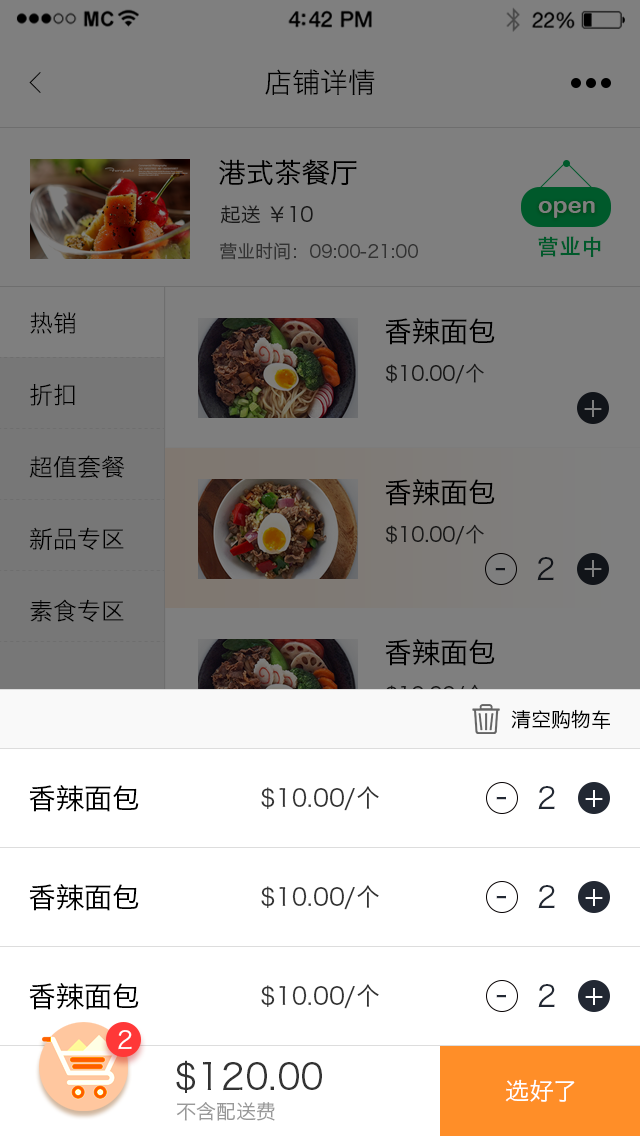 MC 4:42 PM 22%
店铺详情
港式茶餐厅
起送 ￥10
营业时间：09:00-21:00
open
营业中
热销
折扣
超值套餐
新品专区
素食专区
香辣面包
$10.00/个
香辣面包
$10.00/个
2
香辣面包
清空购物车
香辣面包 $10.00/个 2
香辣面包 $10.00/个 2
香辣面包 $10.00/个 2
2
$120.00
不含配送费
选好了